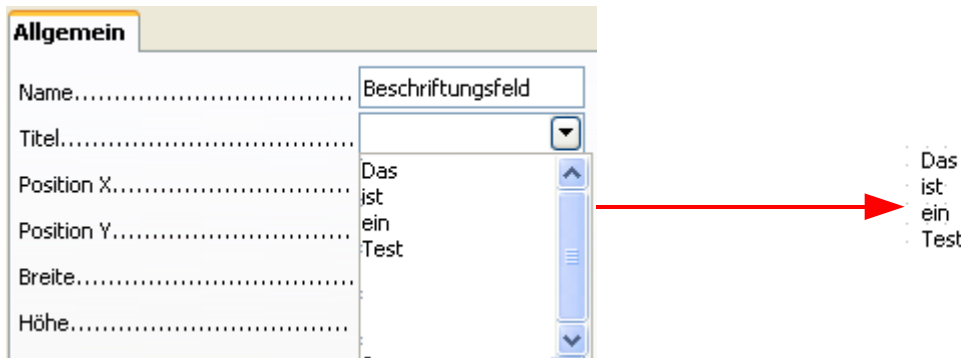 Allgemein
Name.................................. Beschriftungsfeld
Titel....................................
Position X..............................
Position Y..............................
Breite..................................
Höhe..................................
Das
ist
ein
Test
Das
ist
ein
Test